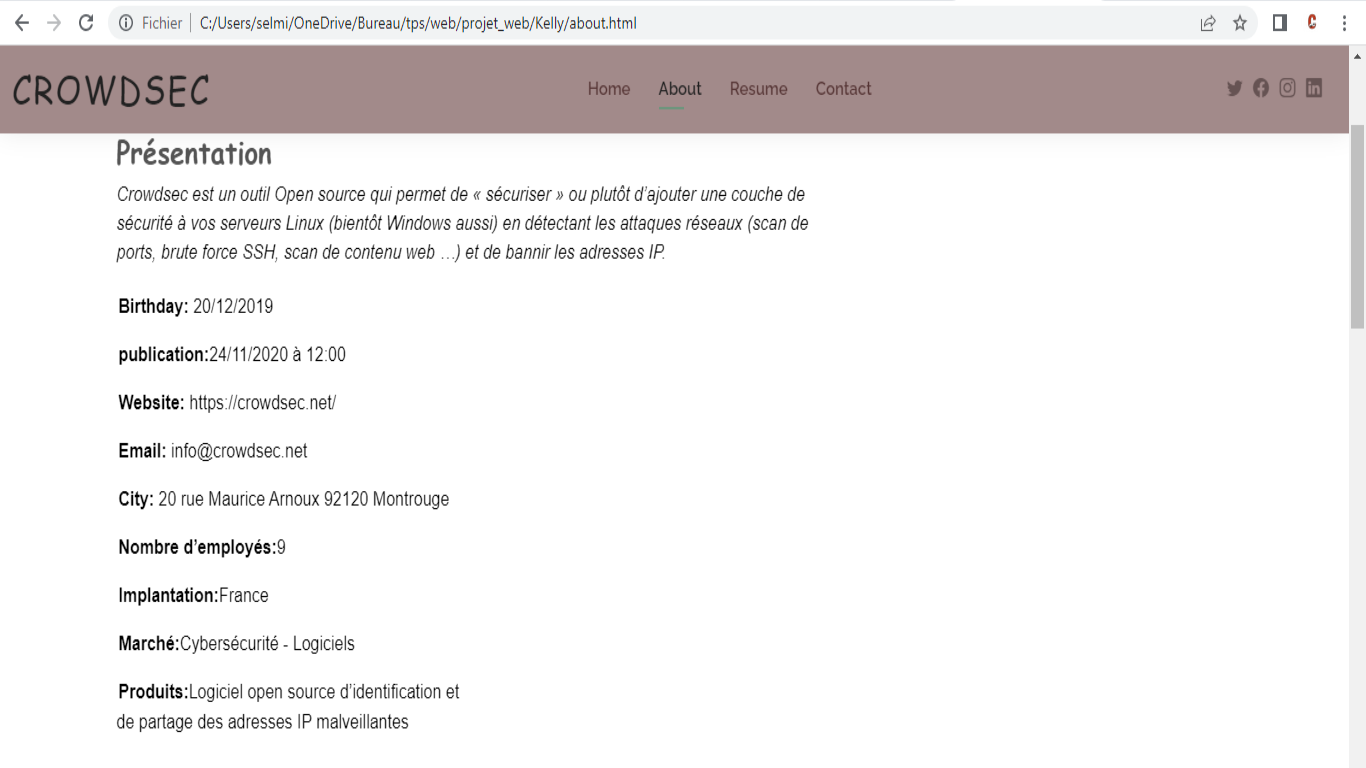 Fichier C:/Users/selmi/OneDrive/Bureau/tps/web/projet_web/Kelly/about.html
CROWDSEC Home About Resume Contact
Présentation
Crowdsec est un outil Open source qui permet de « sécuriser » ou plutôt d’ajouter une couche de
sécurité à vos serveurs Linux (bientôt Windows aussi) en détectant les attaques réseaux (scan de
ports, brute force SSH, scan de contenu web …) et de bannir les adresses IP.
Birthday: 20/12/2019
publication:24/11/2020 à 12:00
Website: https://crowdsec.net/
Email: info@crowdsec.net
City: 20 rue Maurice Arnoux 92120 Montrouge
Nombre d’employés:9
Implantation:France
Marché:Cybersécurité - Logiciels
Produits:Logiciel open source d’identification et
de partage des adresses IP malveillantes